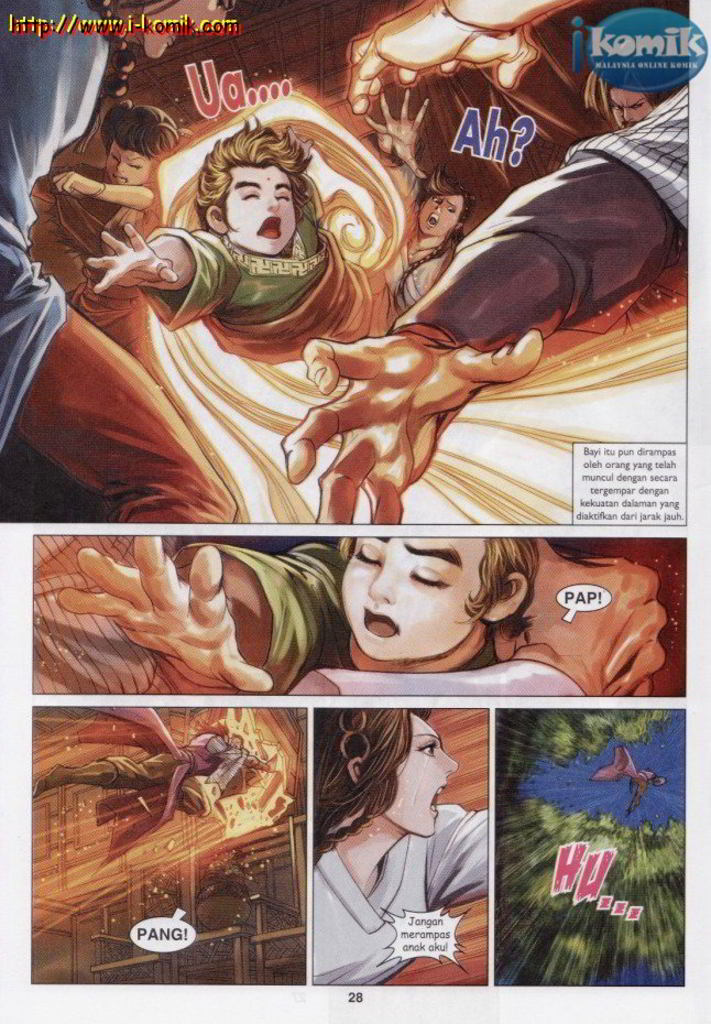 http://www.i-komik.com
i komik
MALAYSIA ONLINE KOMIK
Ua....
Ah?
Bayi itu pun dirampas
oleh orang yang telah
muncul dengan secara
tergempar dengan
kekuatan dalaman yang
diaktifkan dari jarak jauh.
PAP!
PANG!
Jangan
merampas
anak aku!
HU...
zzz
28